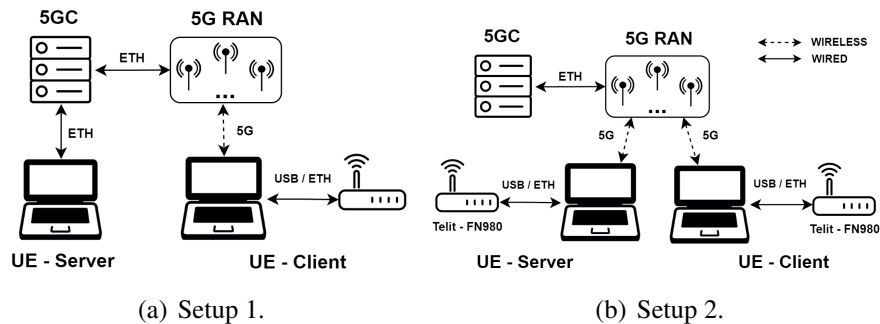 5GC
5G RAN
ETH
ETH
5G
USB / ETH
UE - Server
UE - Client
(a) Setup 1.
5GC
5G RAN
WIRELESS
WIRED
ETH
5G
5G
USB / ETH
USB / ETH
Telit - FN980
Telit - FN980
UE - Server
UE - Client
(b) Setup 2.